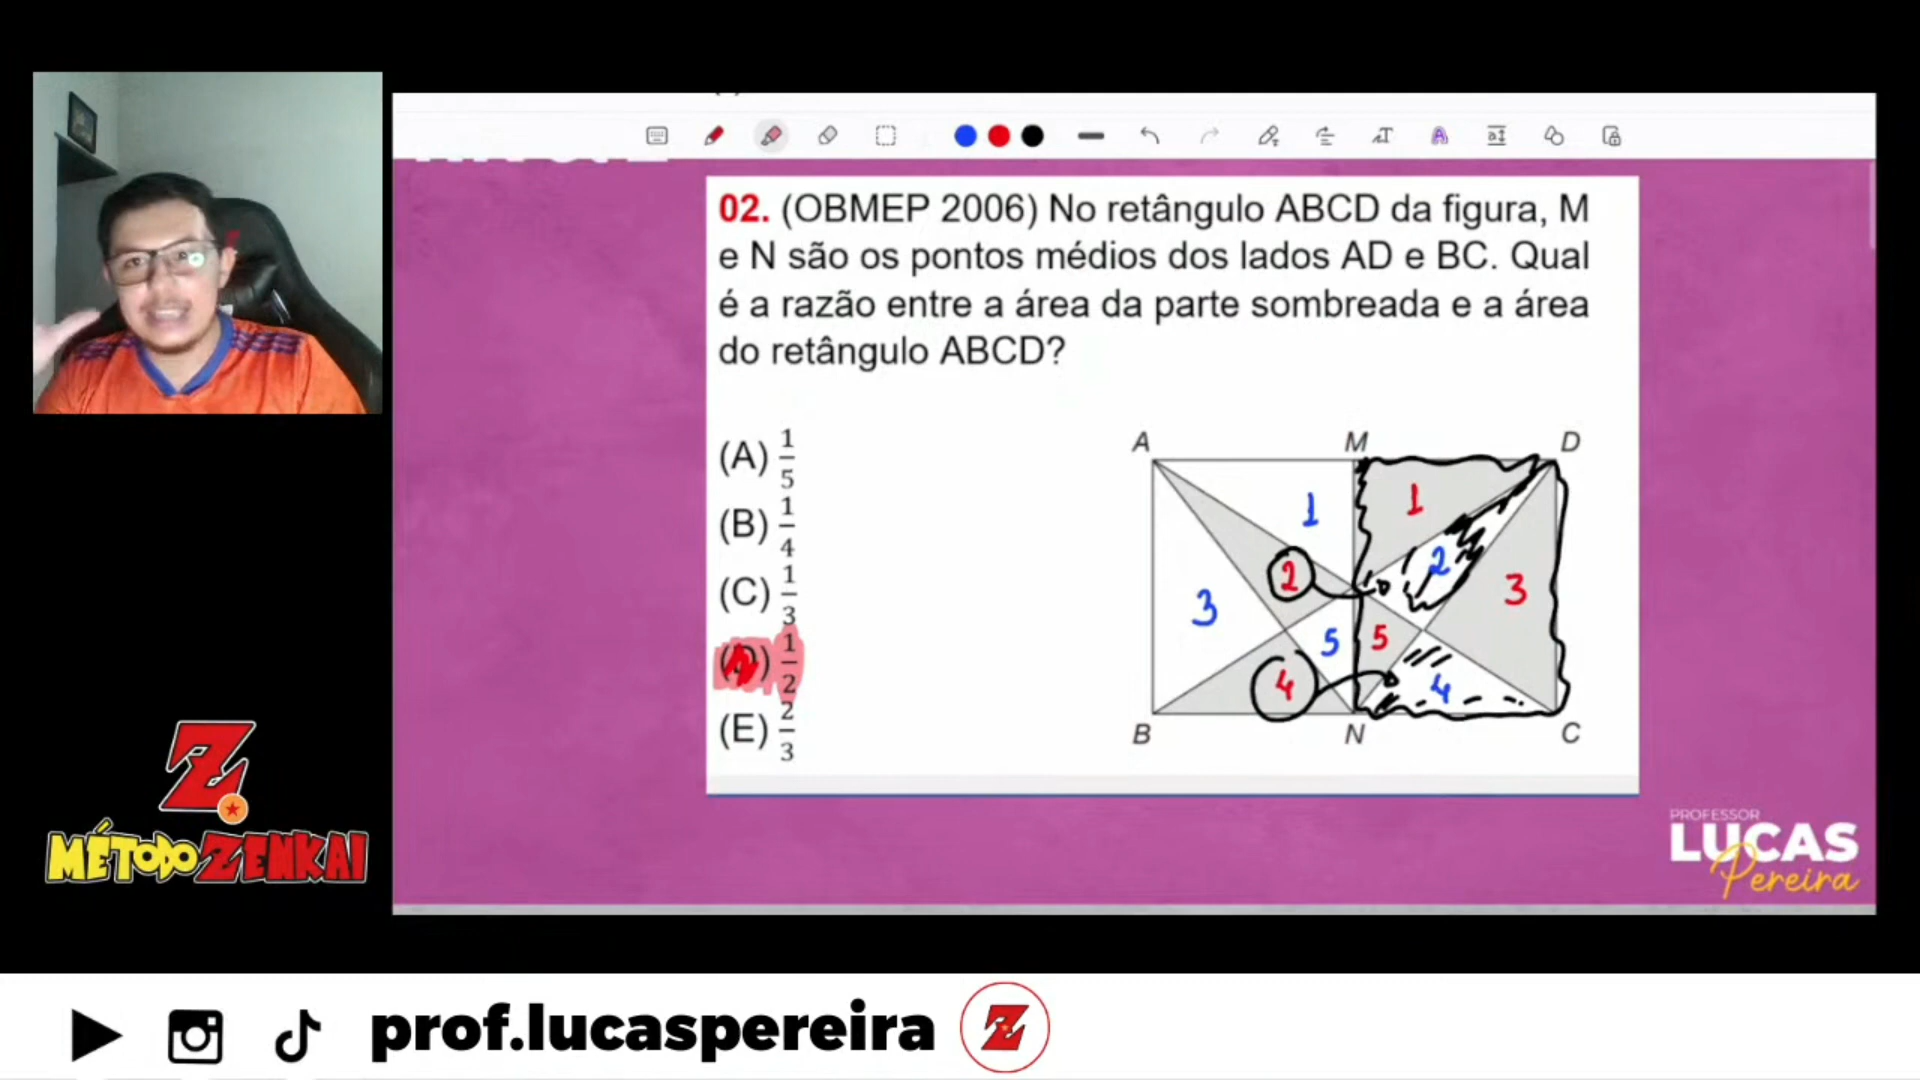 02. (OBMEP 2006) No retângulo ABCD da figura, M
e N são os pontos médios dos lados AD e BC. Qual
é a razão entre a área da parte sombreada e a área
do retângulo ABCD?
(A) 1/5
(B) 1/4
(C) 1/3
(D) 1/2
(E) 2/3
A M D
1 1
2 2
3 3
5 5
4 4
B N C
Z
MÉTODO ZENKAI
PROFESSOR
LUCAS
Pereira
prof.lucaspereira Z